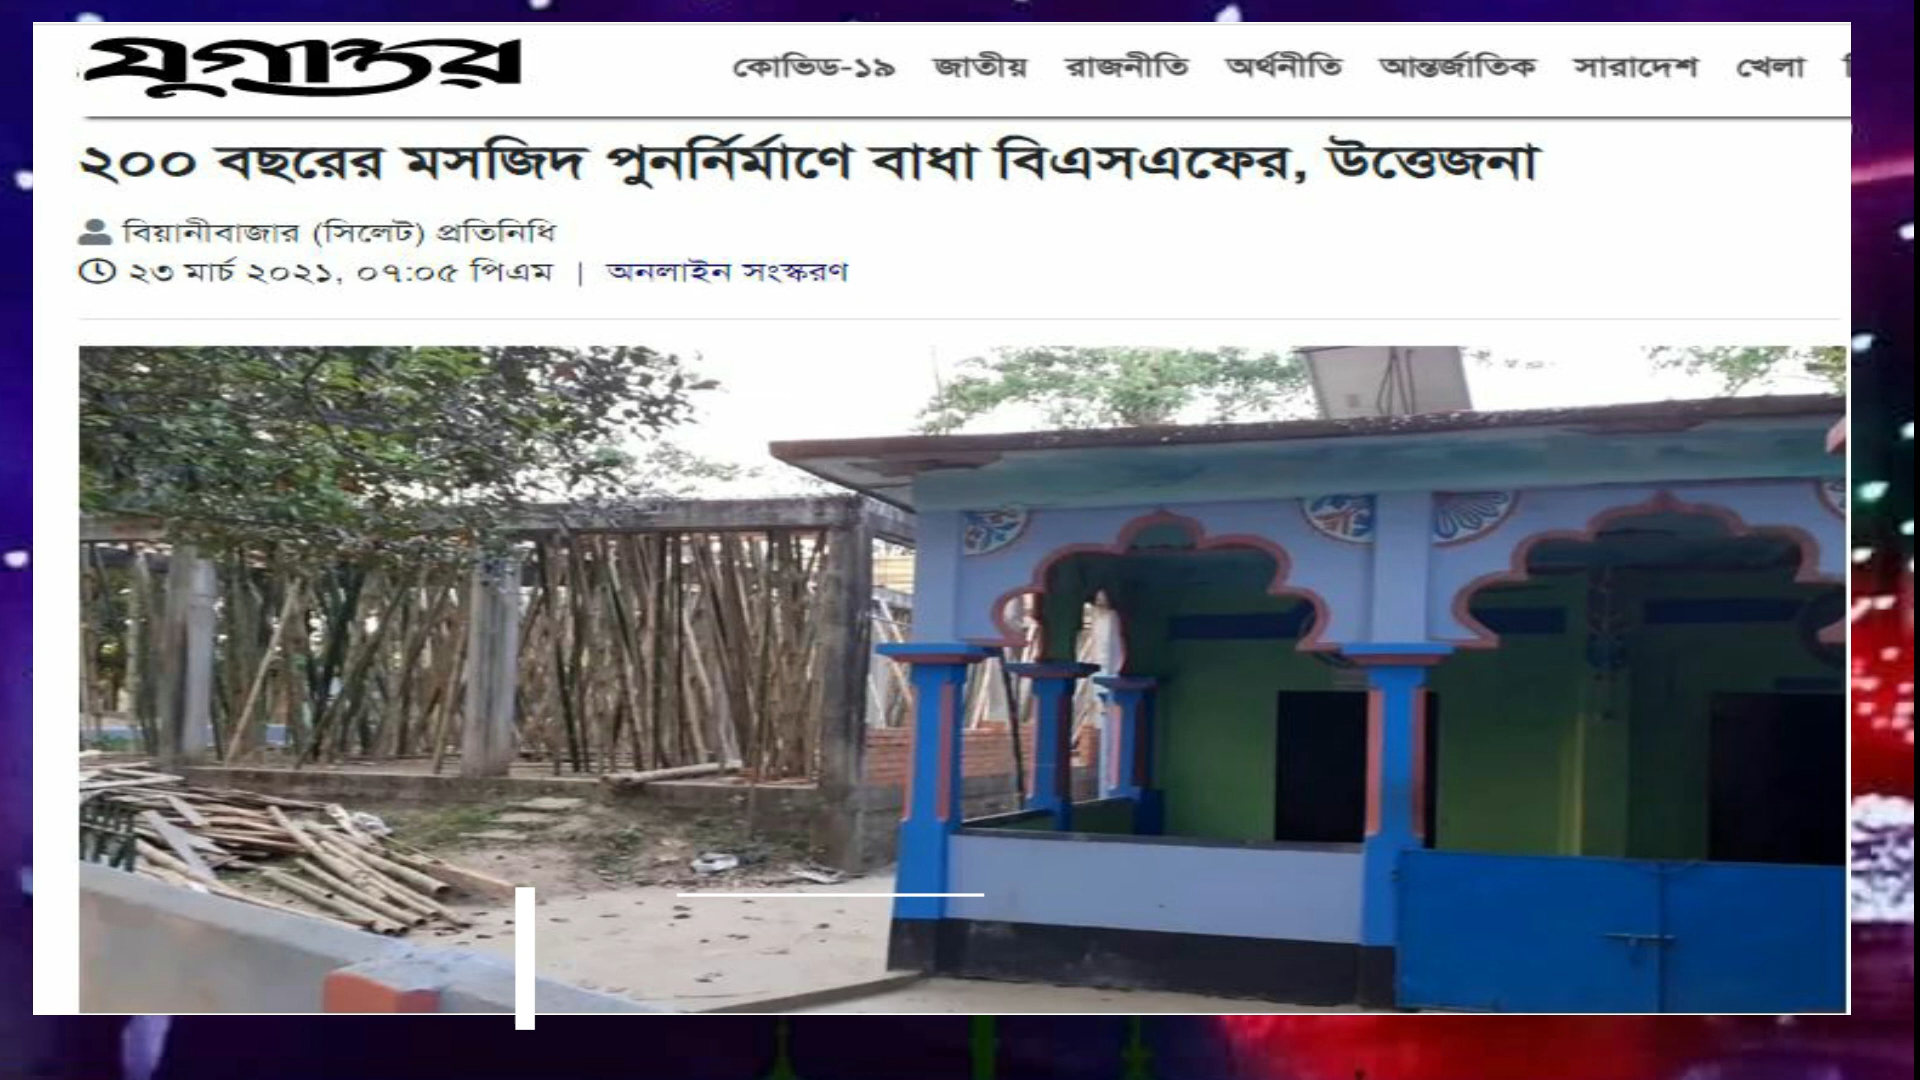 যুগান্তর
কোভিড-১৯ জাতীয় রাজনীতি অর্থনীতি আন্তর্জাতিক সারাদেশ খেলা
২০০ বছরের মসজিদ পুনর্নির্মাণে বাধা বিএসএফের, উত্তেজনা
বিয়ানীবাজার (সিলেট) প্রতিনিধি
২৩ মার্চ ২০২১, ০৭:০৫ পিএম | অনলাইন সংস্করণ